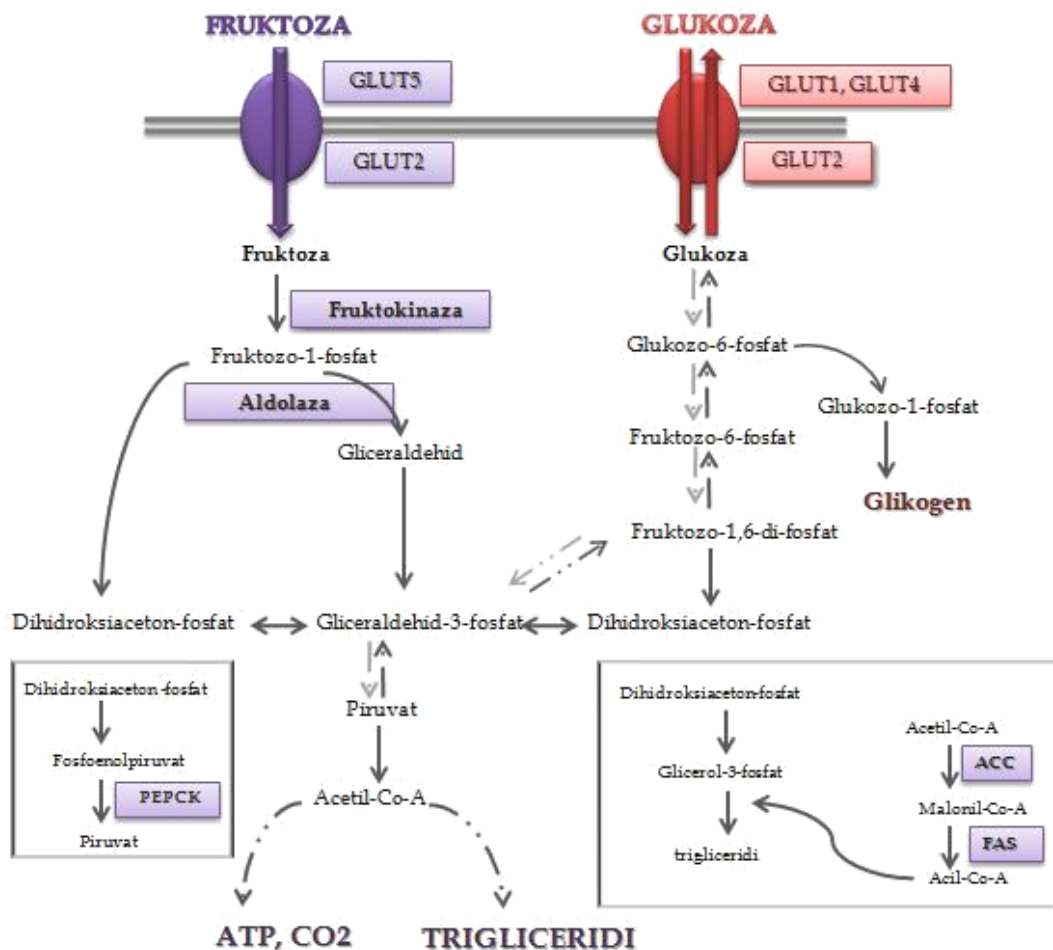 FRUKTOZA
GLUKOZA
GLUT5
GLUT1, GLUT4
GLUT2
GLUT2
Fruktoza
Glukoza
Fruktokinaza
Fruktozo-1-fosfat
Glukozo-6-fosfat
Aldolaza
Glukozo-1-fosfat
Gliceraldehid
Fruktozo-6-fosfat
Glikogen
Fruktozo-1,6-di-fosfat
Dihidroksiaceton-fosfat
Gliceraldehid-3-fosfat
Dihidroksiaceton-fosfat
Dihidroksiaceton-fosfat
Fosfoenolpiruvat
PEPCK
Piruvat
Piruvat
Acetil-Co-A
Dihidroksiaceton-fosfat
Glicerol-3-fosfat
trigliceridi
Acetil-Co-A
ACC
Malonil-Co-A
FAS
Acil-Co-A
ATP, CO2
TRIGLICERIDI